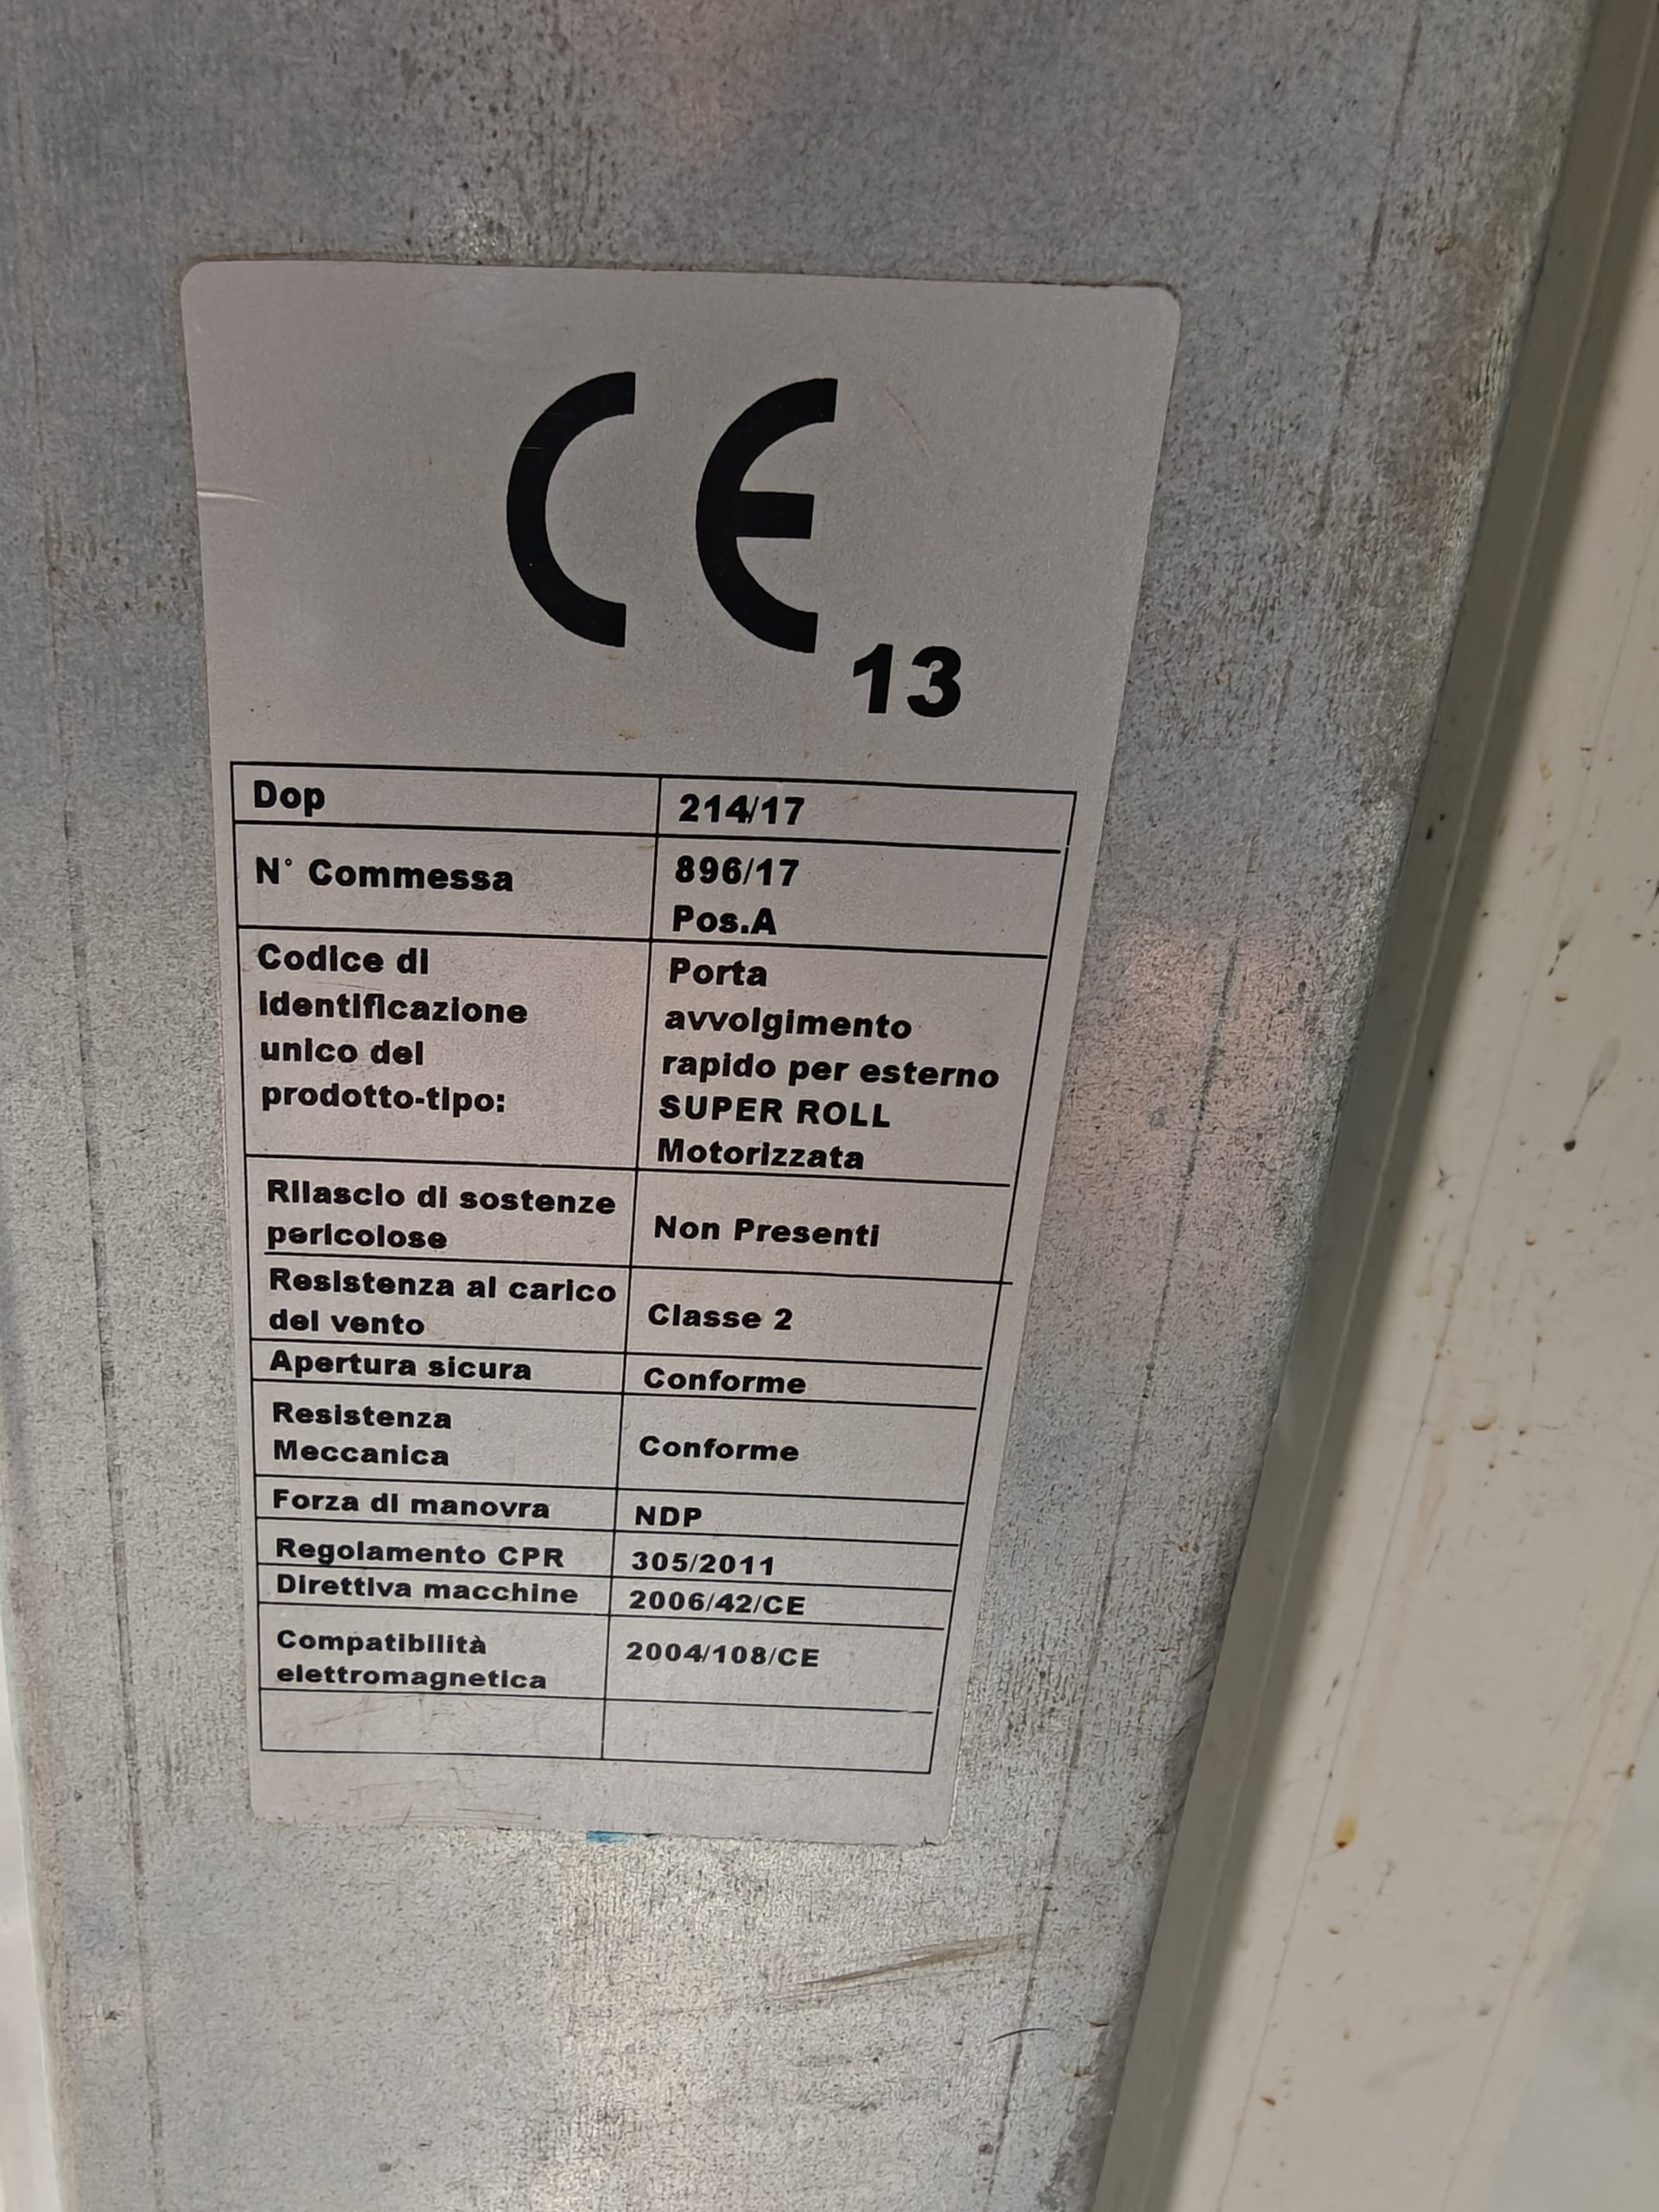 CE
13
Dop 214/17
N° Commessa 896/17
Pos.A
Codice di
identificazione
unico del
prodotto-tipo:
Porta
avvolgimento
rapido per esterno
SUPER ROLL
Motorizzata
Rilascio di sostenze
pericolose
Non Presenti
Resistenza al carico
del vento
Classe 2
Apertura sicura Conforme
Resistenza
Meccanica
Conforme
Forza di manovra NDP
Regolamento CPR 305/2011
Direttiva macchine 2006/42/CE
Compatibilità
elettromagnetica
2004/108/CE